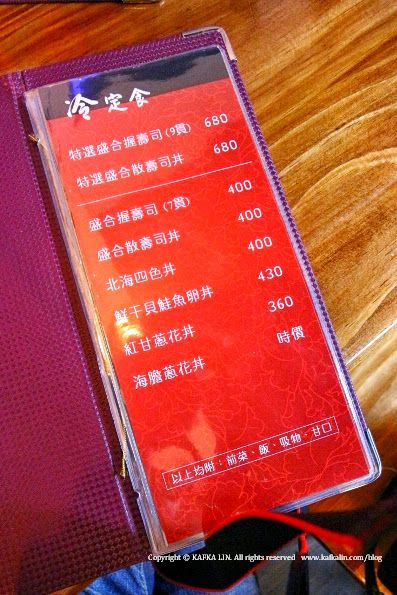 冷定食
特選盛合握壽司(9貫) 680
特選盛合散壽司丼 680
盛合握壽司(7貫) 400
盛合散壽司丼 400
北海四色丼 400
鮮干貝鮭魚卵丼 430
紅甘蔥花丼 360
海膽蔥花丼 時價
以上均附：前菜、飯、吸物、甘口
Copyright © KAFKA LIN. All rights reserved www.kafkalin.com/blog